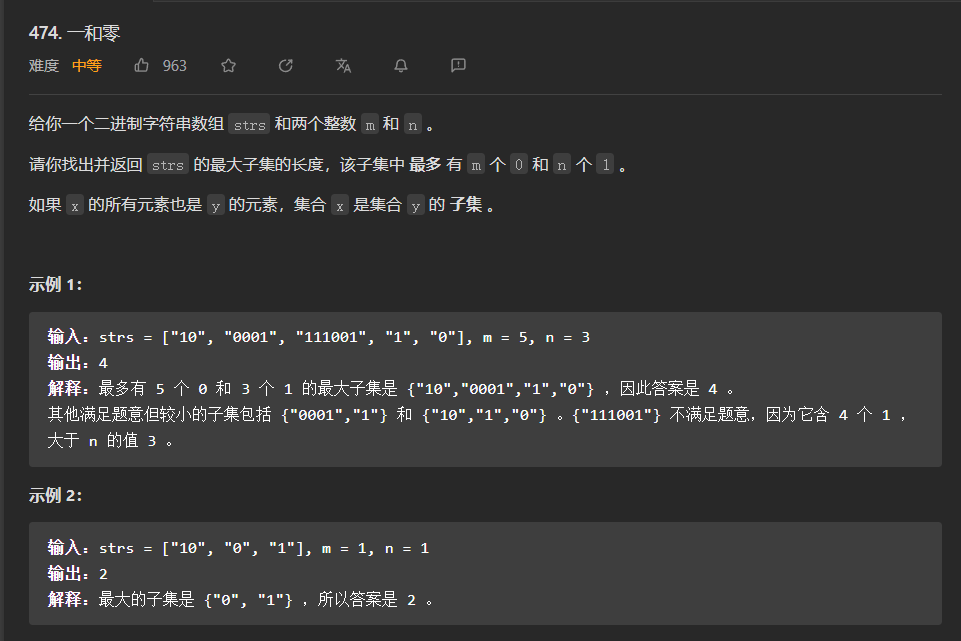 474. 一和零
难度 中等 963
给你一个二进制字符串数组 strs 和两个整数 m 和 n 。
请你找出并返回 strs 的最大子集的长度，该子集中 最多 有 m 个 0 和 n 个 1 。
如果 x 的所有元素也是 y 的元素，集合 x 是集合 y 的 子集 。
示例 1：
输入：strs = ["10", "0001", "111001", "1", "0"], m = 5, n = 3
输出：4
解释：最多有 5 个 0 和 3 个 1 的最大子集是 {"10","0001","1","0"} ，因此答案是 4 。
其他满足题意但较小的子集包括 {"0001","1"} 和 {"10","1","0"} 。{"111001"} 不满足题意，因为它含 4 个 1 ，
大于 n 的值 3 。
示例 2：
输入：strs = ["10", "0", "1"], m = 1, n = 1
输出：2
解释：最大的子集是 {"0", "1"} ，所以答案是 2 。